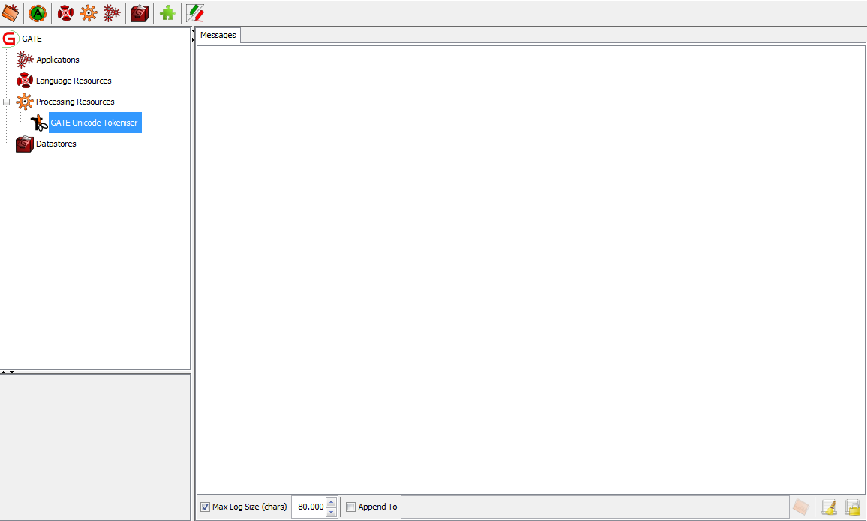 GATE
Messages
Applications
Language Resources
Processing Resources
GATE Unicode Tokeniser
Datastores
Max Log Size (chars) 80,000 Append To